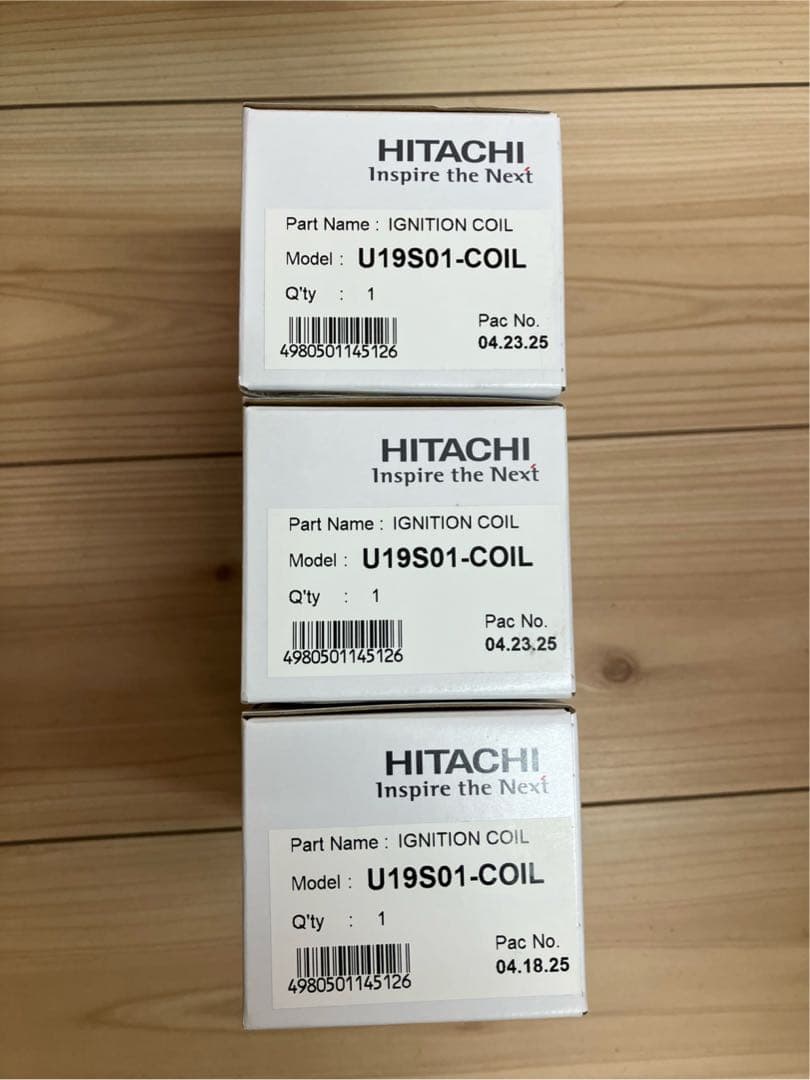 HITACHI
Inspire the Next
Part Name : IGNITION COIL
Model : U19S01-COIL
Q'ty : 1
Pac No.
4980501145126 04.23.25
HITACHI
Inspire the Next
Part Name : IGNITION COIL
Model : U19S01-COIL
Q'ty : 1
Pac No.
4980501145126 04.23.25
HITACHI
Inspire the Next
Part Name : IGNITION COIL
Model : U19S01-COIL
Q'ty : 1
Pac No.
4980501145126 04.18.25